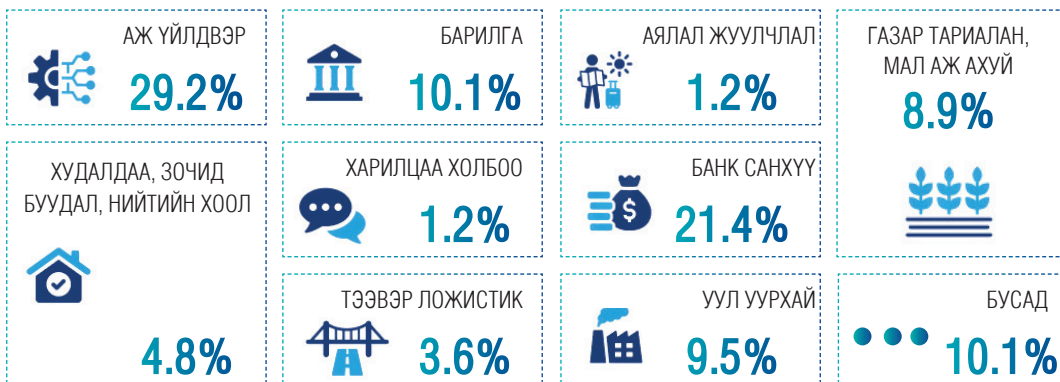 АЖ ҮЙЛДВЭР
29.2%
БАРИЛГА
10.1%
АЯЛАЛ ЖУУЛЧЛАЛ
1.2%
ГАЗАР ТАРИАЛАН,
МАЛ АЖ АХУЙ
8.9%
ХУДАЛДАА, ЗОЧИД
БУУДАЛ, НИЙТИЙН ХООЛ
4.8%
ХАРИЛЦАА ХОЛБОО
1.2%
БАНК САНХҮҮ
$
21.4%
ТЭЭВЭР ЛОЖИСТИК
3.6%
УУЛ УУРХАЙ
9.5%
БУСАД
10.1%